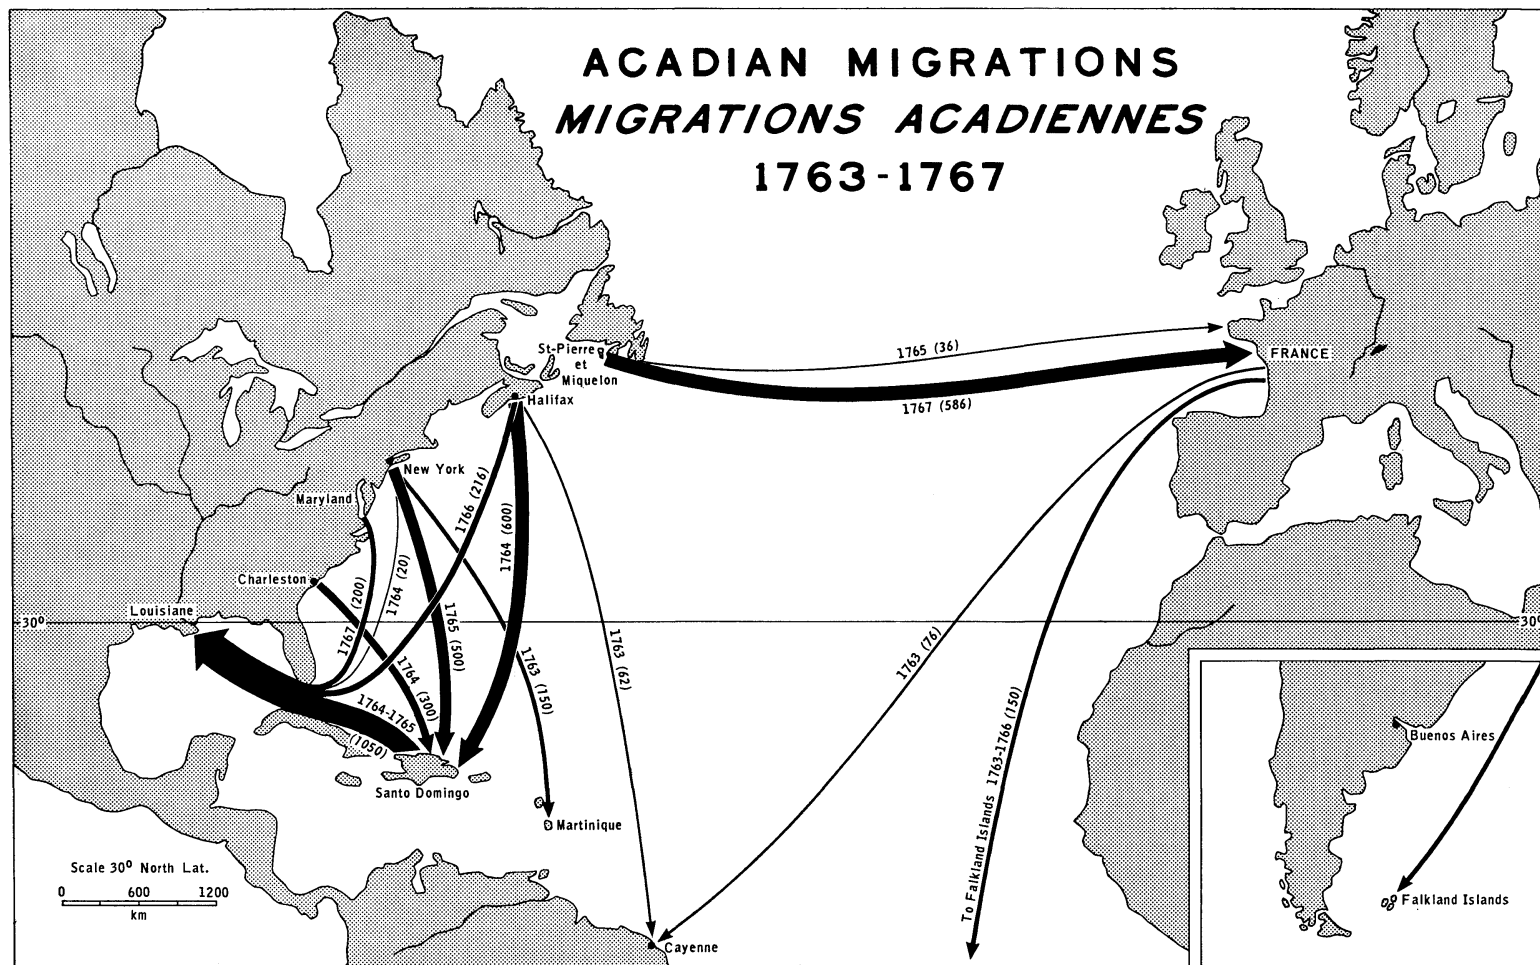 ACADIAN MIGRATIONS
MIGRATIONS ACADIENNES
1763-1767
St-Pierre
et
Miquelon
Halifax
1765 (36)
1767 (586)
FRANCE
New York
Maryland
1766 (216)
1764 (600)
Charleston
1767 (200)
1764 (20)
Louisiane
30º
30º
1765 (500)
1764 (300)
1763 (150)
1763 (62)
1763 (76)
1764-1765
(1050)
To Falkland Islands 1763-1766 (150)
Santo Domingo
Martinique
Buenos Aires
Scale 30º North Lat.
0 600 1200
km
Falkland Islands
Cayenne